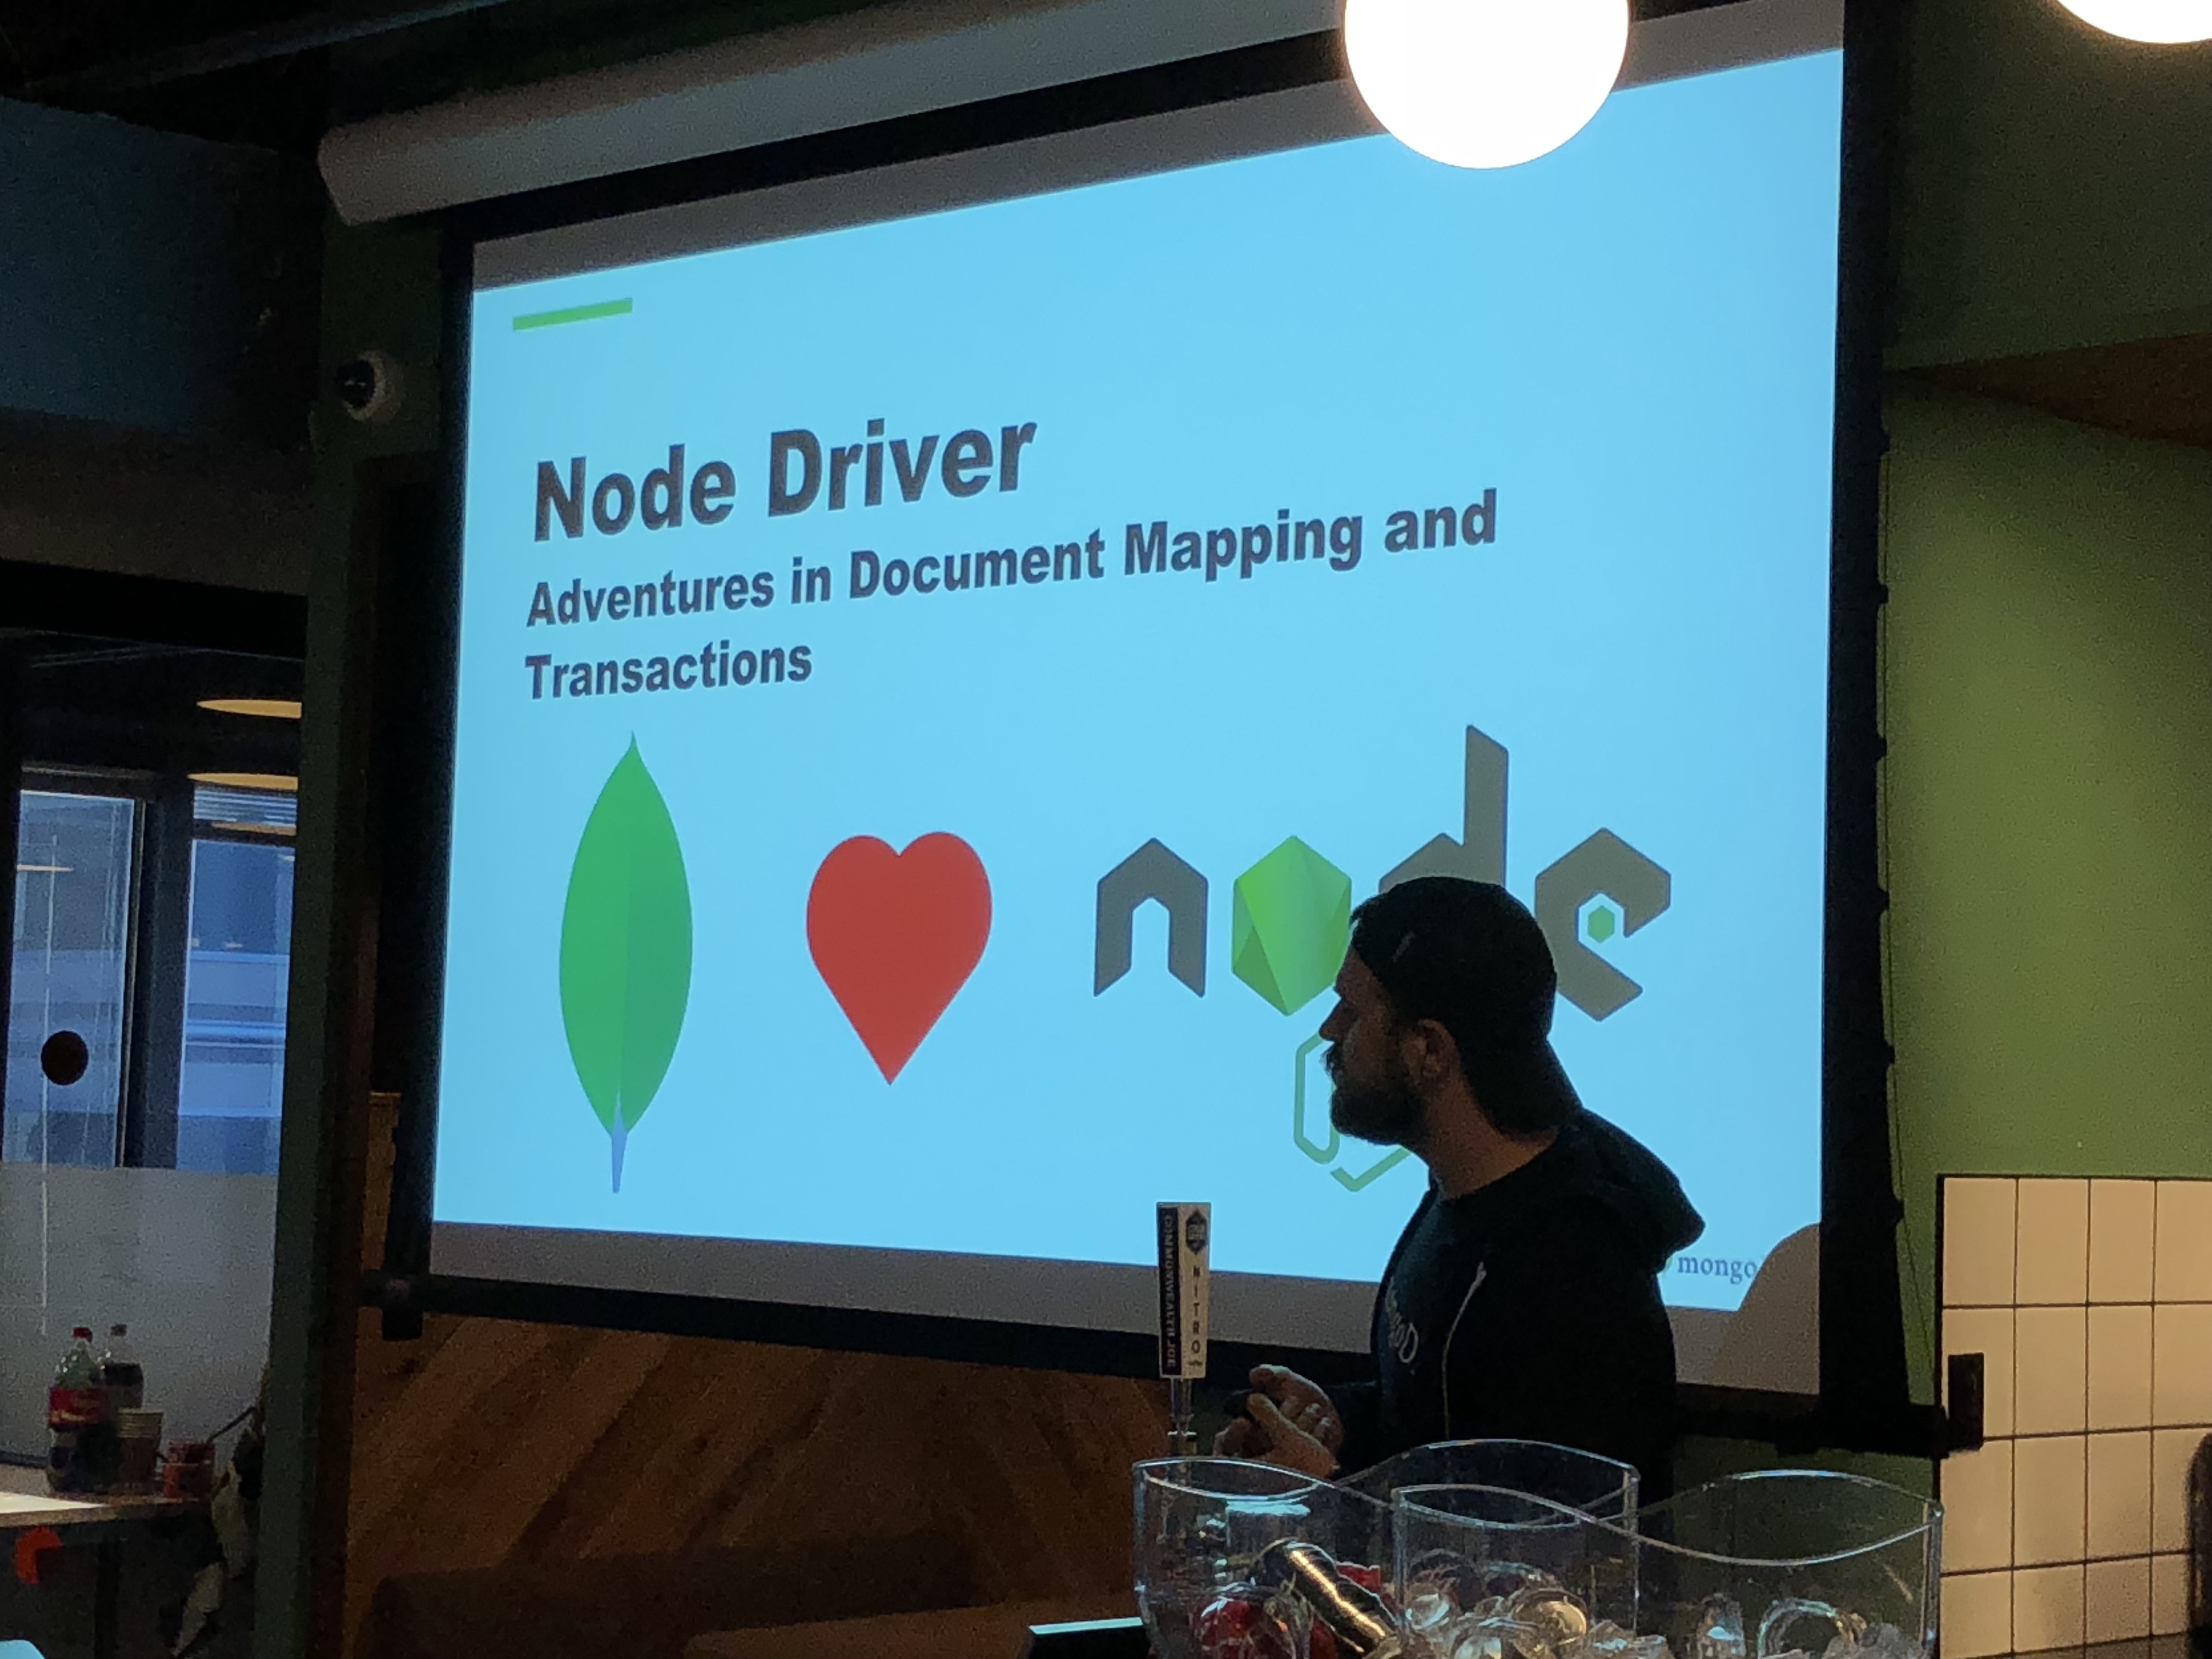 Node Driver
Adventures in Document Mapping and
Transactions
node
mongo
COMMONWEALTH JOE
NITRO